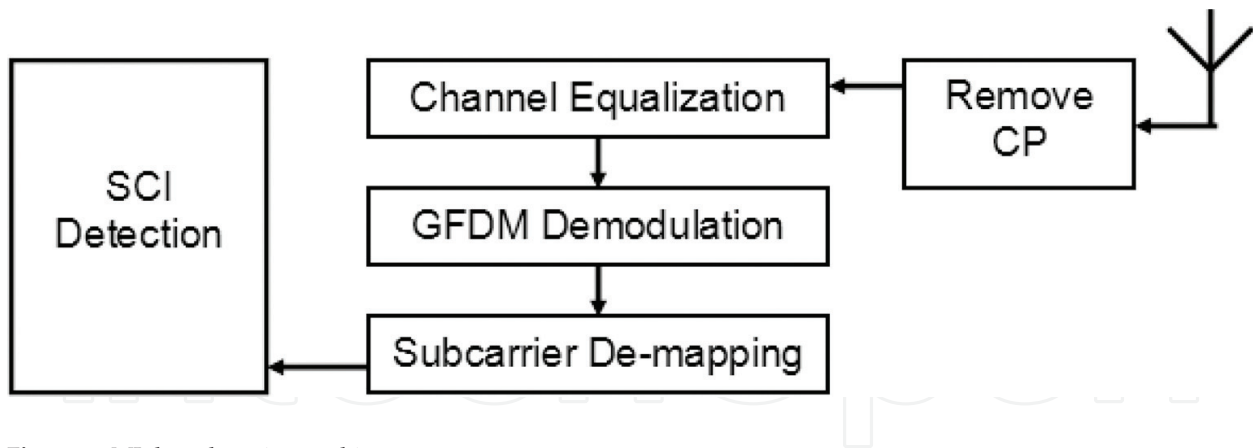 SCI
Detection
Channel Equalization
GFDM Demodulation
Subcarrier De-mapping
Remove
CP